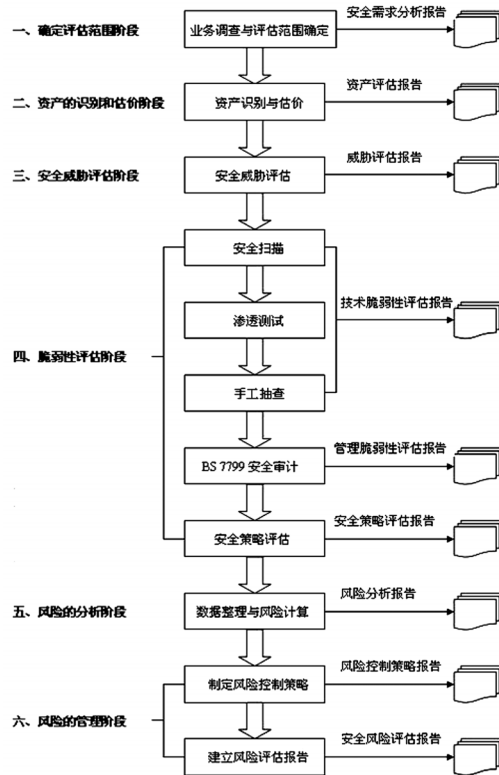 一、确定评估范围阶段
业务调查与评估范围确定
安全需求分析报告
二、资产的识别和估价阶段
资产识别与估价
资产评估报告
三、安全威胁评估阶段
安全威胁评估
威胁评估报告
四、脆弱性评估阶段
安全扫描
渗透测试
手工抽查
技术脆弱性评估报告
BS 7799 安全审计
管理脆弱性评估报告
安全策略评估
安全策略评估报告
五、风险的分析阶段
数据整理与风险计算
风险分析报告
六、风险的管理阶段
制定风险控制策略
风险控制策略报告
建立风险评估报告
安全风险评估报告